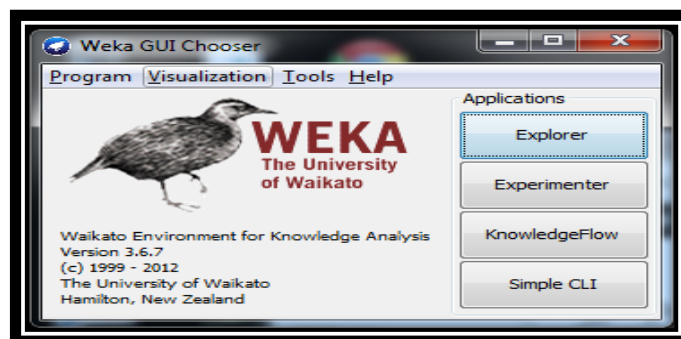 Weka GUI Chooser
Program Visualization Tools Help
WEKA
The University
of Waikato
Waikato Environment for Knowledge Analysis
Version 3.6.7
(c) 1999 - 2012
The University of Waikato
Hamilton, New Zealand
Applications
Explorer
Experimenter
KnowledgeFlow
Simple CLI